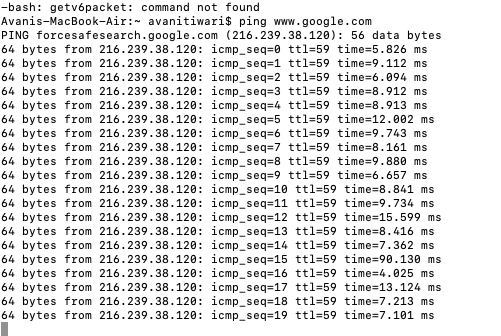 -bash: getv6packet: command not found
Avanis-MacBook-Air:~ avanitiwari$ ping www.google.com
PING forcesafesearch.google.com (216.239.38.120): 56 data bytes
64 bytes from 216.239.38.120: icmp_seq=0 ttl=59 time=5.826 ms
64 bytes from 216.239.38.120: icmp_seq=1 ttl=59 time=9.112 ms
64 bytes from 216.239.38.120: icmp_seq=2 ttl=59 time=6.094 ms
64 bytes from 216.239.38.120: icmp_seq=3 ttl=59 time=8.912 ms
64 bytes from 216.239.38.120: icmp_seq=4 ttl=59 time=8.913 ms
64 bytes from 216.239.38.120: icmp_seq=5 ttl=59 time=12.002 ms
64 bytes from 216.239.38.120: icmp_seq=6 ttl=59 time=9.743 ms
64 bytes from 216.239.38.120: icmp_seq=7 ttl=59 time=8.161 ms
64 bytes from 216.239.38.120: icmp_seq=8 ttl=59 time=9.880 ms
64 bytes from 216.239.38.120: icmp_seq=9 ttl=59 time=6.657 ms
64 bytes from 216.239.38.120: icmp_seq=10 ttl=59 time=8.841 ms
64 bytes from 216.239.38.120: icmp_seq=11 ttl=59 time=9.734 ms
64 bytes from 216.239.38.120: icmp_seq=12 ttl=59 time=15.599 ms
64 bytes from 216.239.38.120: icmp_seq=13 ttl=59 time=8.416 ms
64 bytes from 216.239.38.120: icmp_seq=14 ttl=59 time=7.362 ms
64 bytes from 216.239.38.120: icmp_seq=15 ttl=59 time=90.130 ms
64 bytes from 216.239.38.120: icmp_seq=16 ttl=59 time=4.025 ms
64 bytes from 216.239.38.120: icmp_seq=17 ttl=59 time=13.124 ms
64 bytes from 216.239.38.120: icmp_seq=18 ttl=59 time=7.213 ms
64 bytes from 216.239.38.120: icmp_seq=19 ttl=59 time=7.101 ms